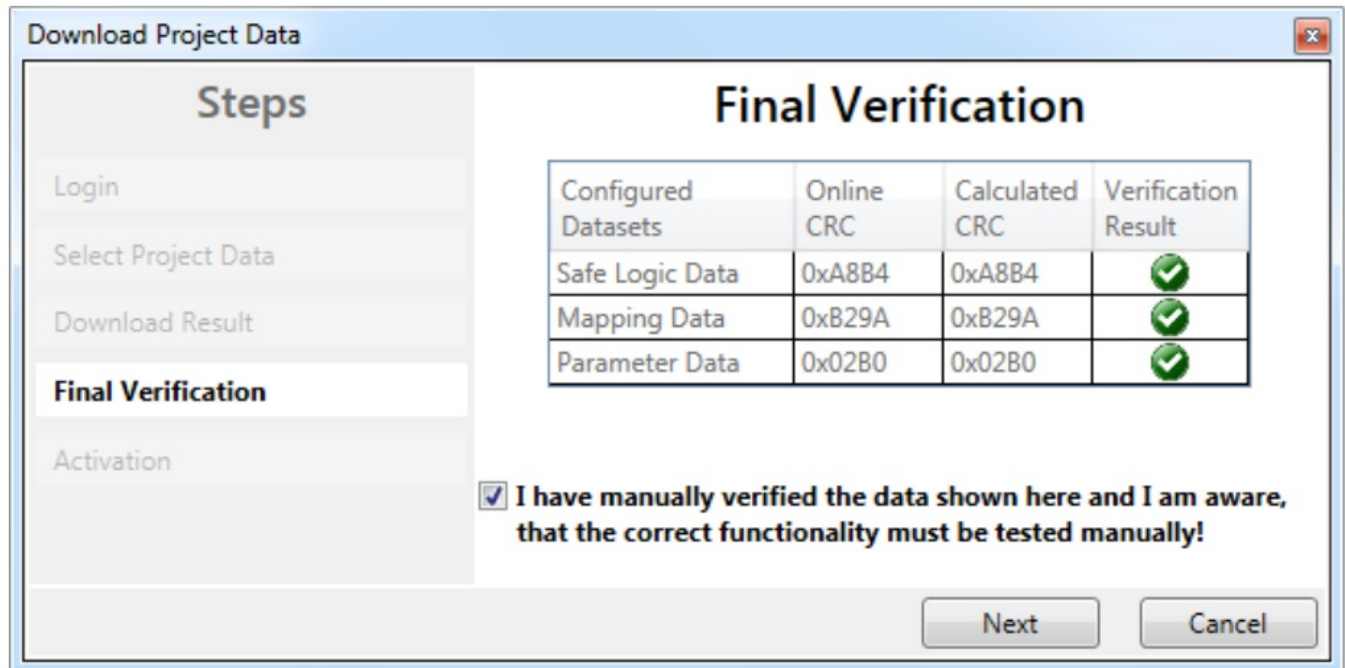 Download Project Data
Steps
Login
Select Project Data
Download Result
Final Verification
Activation
Final Verification
Configured Datasets Online CRC Calculated CRC Verification Result
Safe Logic Data 0xA8B4 0xA8B4
Mapping Data 0xB29A 0xB29A
Parameter Data 0x02B0 0x02B0
I have manually verified the data shown here and I am aware,
that the correct functionality must be tested manually!
Next Cancel